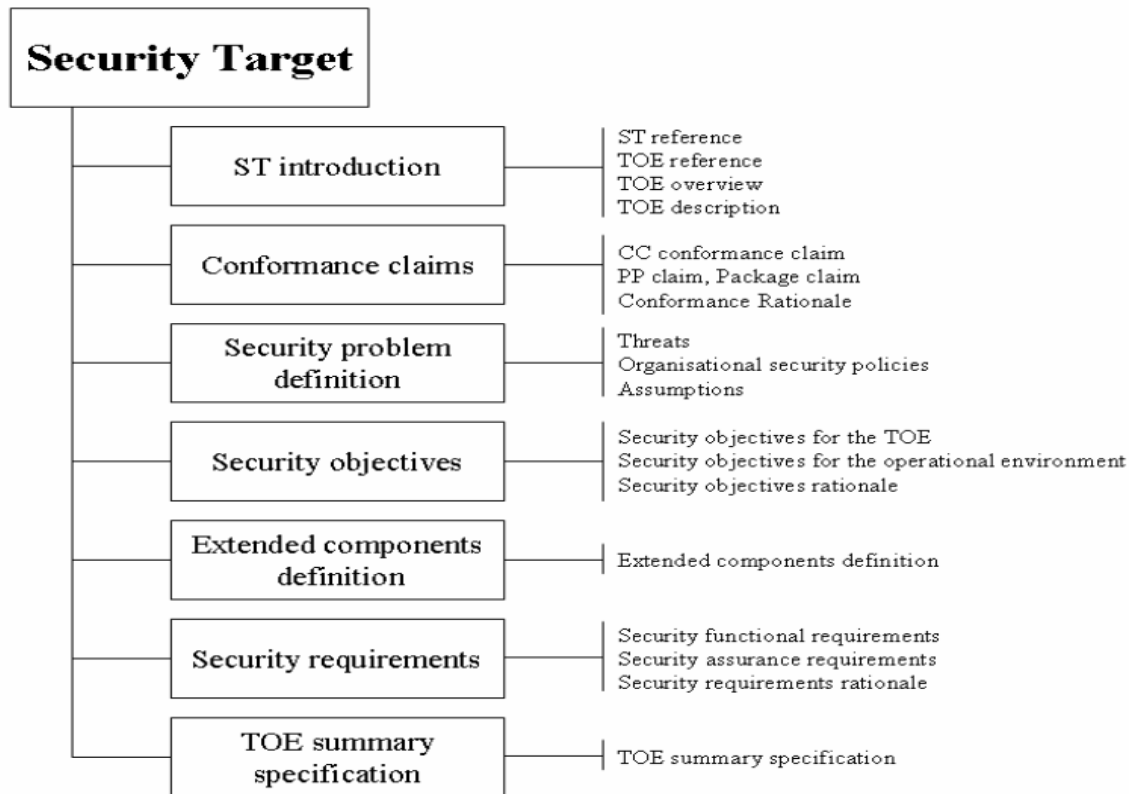 Security Target
ST introduction
ST reference
TOE reference
TOE overview
TOE description
Conformance claims
CC conformance claim
PP claim, Package claim
Conformance Rationale
Security problem
definition
Threats
Organisational security policies
Assumptions
Security objectives
Security objectives for the TOE
Security objectives for the operational environment
Security objectives rationale
Extended components
definition
Extended components definition
Security requirements
Security functional requirements
Security assurance requirements
Security requirements rationale
TOE summary
specification
TOE summary specification